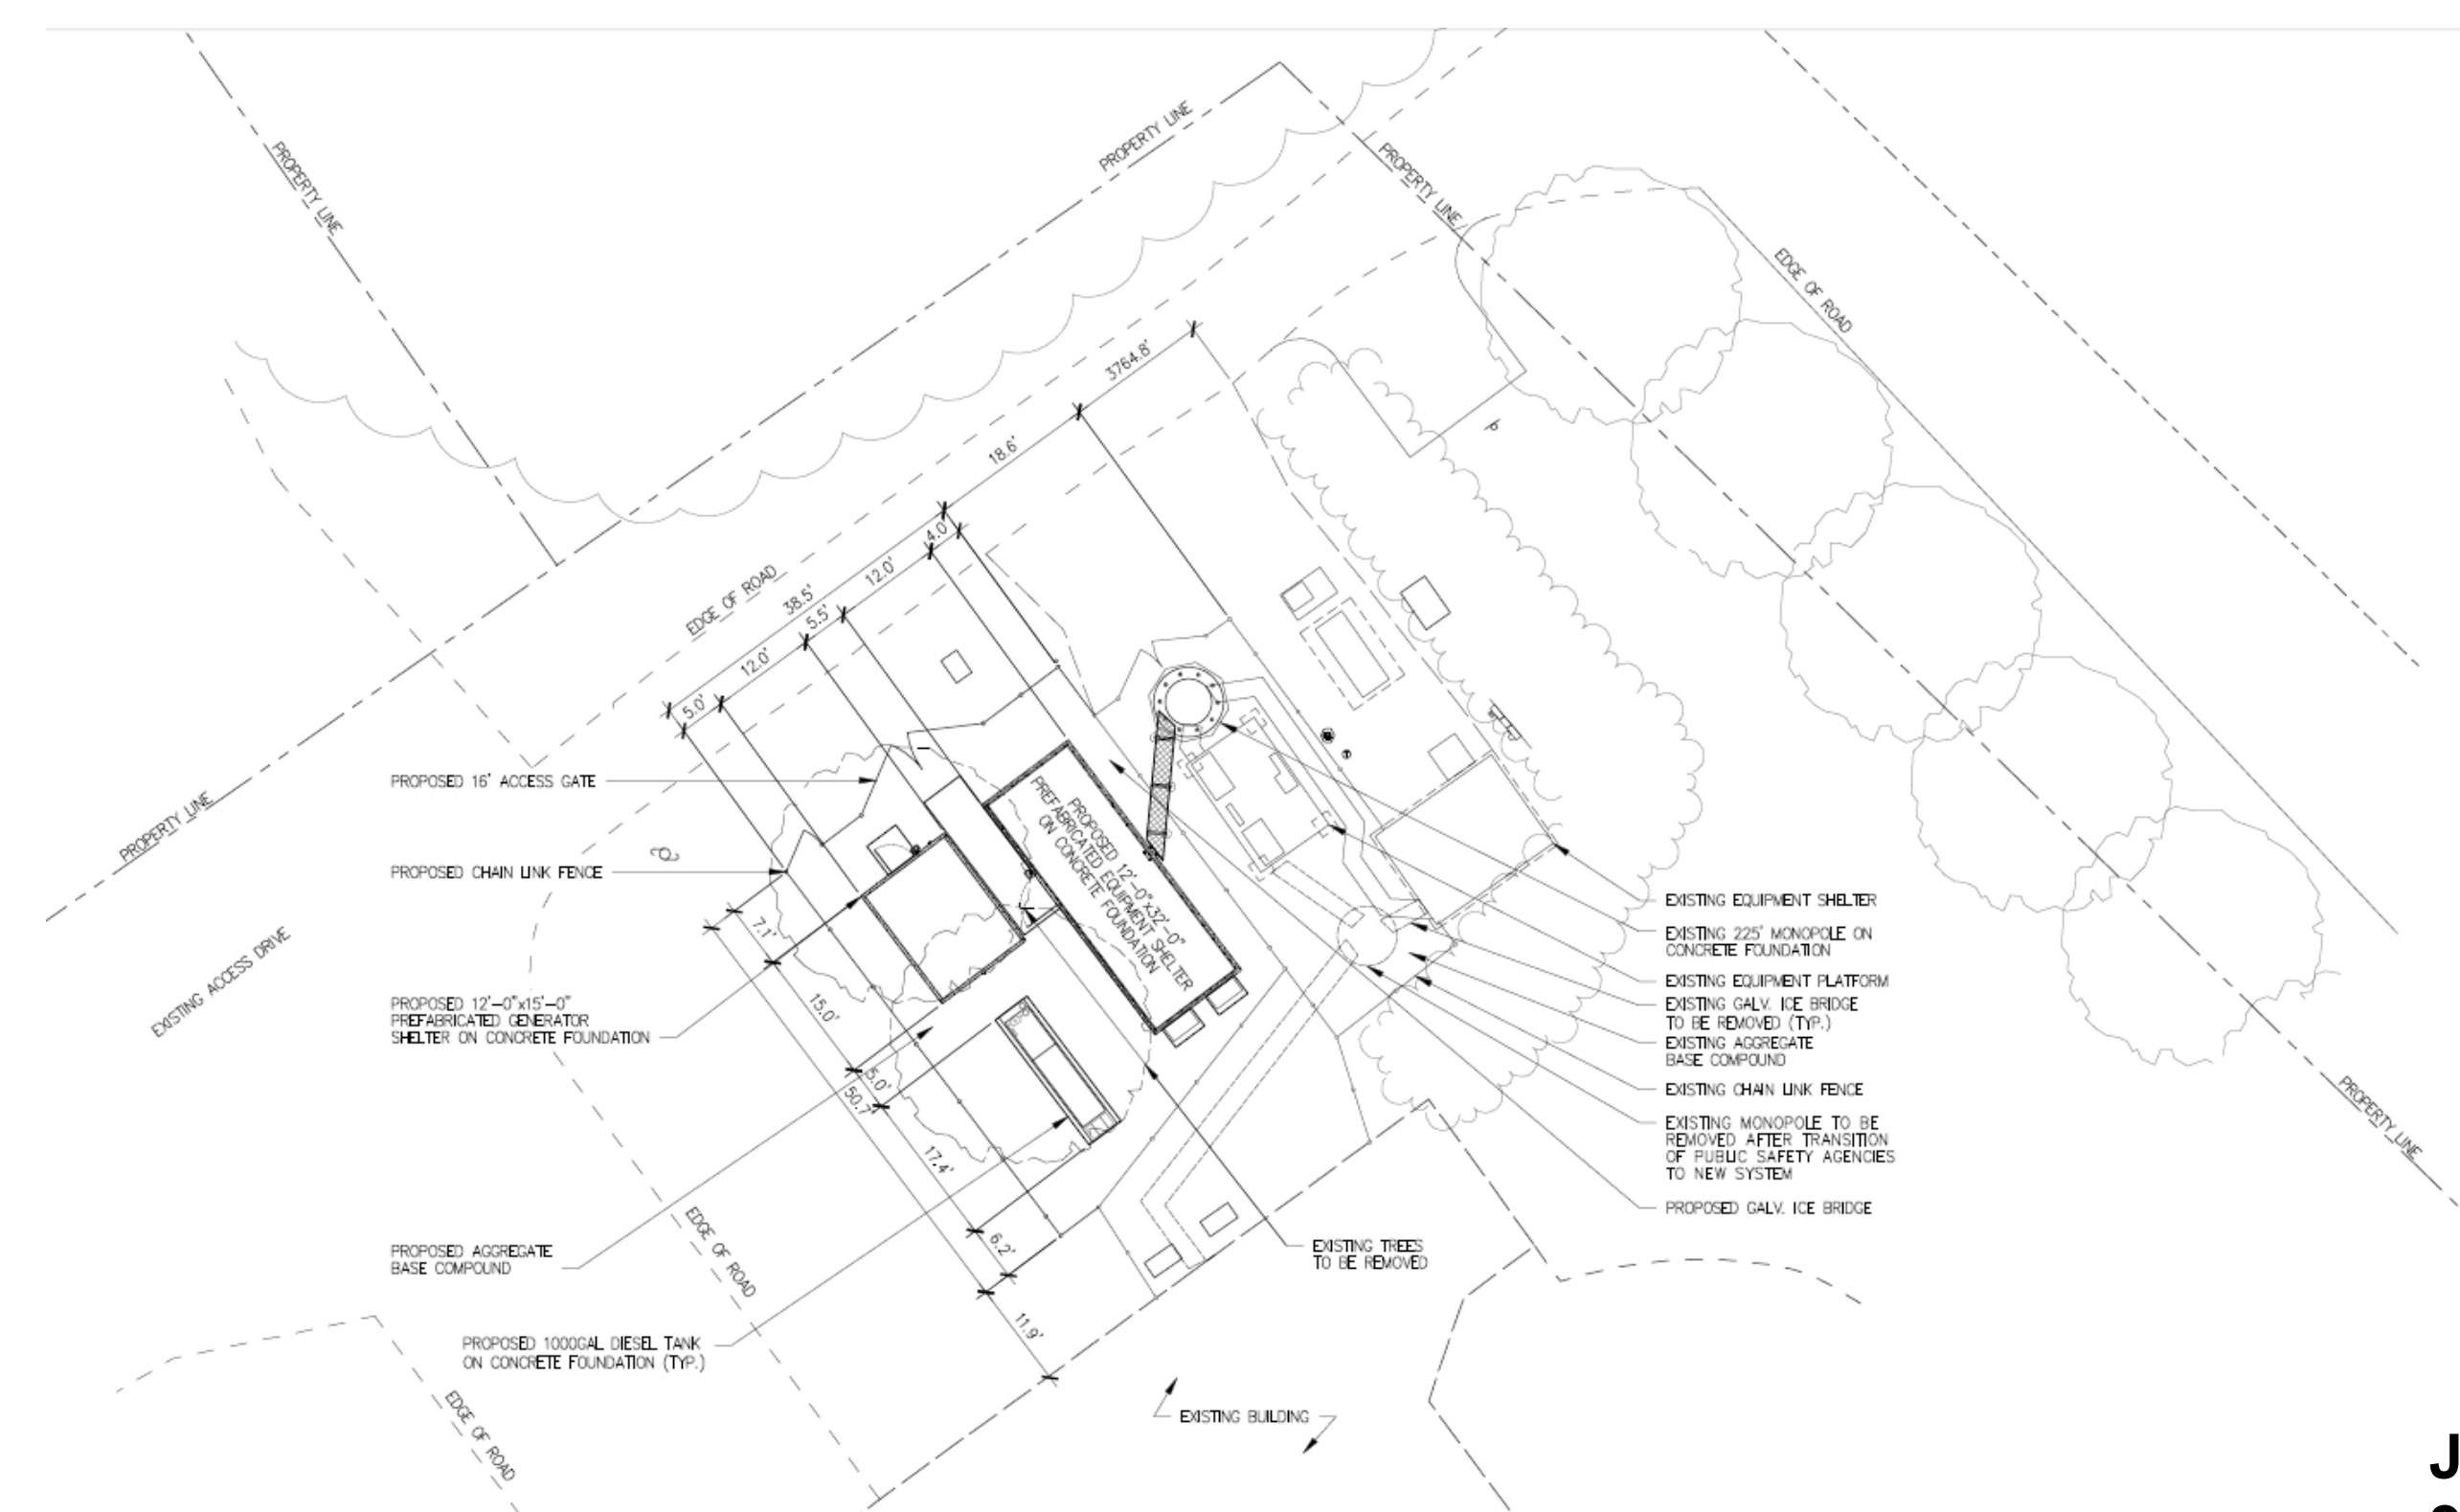 PROPERTY LINE
PROPERTY LINE
PROPERTY LINE
EDGE OF ROAD
3764.8'
18.6'
4.0'
12.0'
38.5'
5.5'
12.0'
5.0'
EDGE OF ROAD
PROPOSED 16' ACCESS GATE
PROPERTY LINE
PROPOSED CHAIN LINK FENCE
EXISTING ACCESS DRIVE
PROPOSED 12'-0"x32'-0"
PREFABRICATED EQUIPMENT SHELTER
ON CONCRETE FOUNDATION
7.1'
15.0'
5.0'
50.7'
17.4'
6.2'
11.9'
PROPOSED 12'-0"x15'-0"
PREFABRICATED GENERATOR
SHELTER ON CONCRETE FOUNDATION
EXISTING EQUIPMENT SHELTER
EXISTING 225' MONOPOLE ON
CONCRETE FOUNDATION
EXISTING EQUIPMENT PLATFORM
EXISTING GALV. ICE BRIDGE
TO BE REMOVED (TYP.)
EXISTING AGGREGATE
BASE COMPOUND
EXISTING CHAIN LINK FENCE
EXISTING MONOPOLE TO BE
REMOVED AFTER TRANSITION
OF PUBLIC SAFETY AGENCIES
TO NEW SYSTEM
PROPOSED GALV. ICE BRIDGE
PROPERTY LINE
EDGE OF ROAD
PROPOSED AGGREGATE
BASE COMPOUND
EXISTING TREES
TO BE REMOVED
PROPOSED 1000GAL DIESEL TANK
ON CONCRETE FOUNDATION (TYP.)
EDGE OF ROAD
EXISTING BUILDING
J